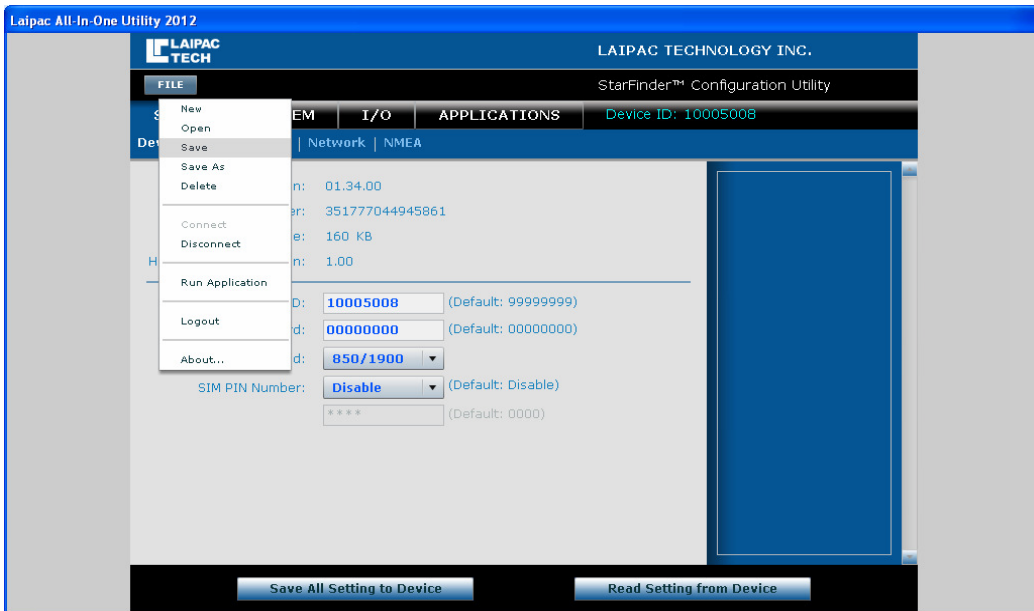 Laipac All-In-One Utility 2012
LAIPAC TECH
LAIPAC TECHNOLOGY INC.
FILE
StarFinder™ Configuration Utility
New
Open
Save
Save As
Delete
Connect
Disconnect
Run Application
Logout
About...
S EM I/O APPLICATIONS Device ID: 10005008
Dev | Network | NMEA
n: 01.34.00
er: 351777044945861
e: 160 KB
H n: 1.00
D: 10005008 (Default: 99999999)
rd: 00000000 (Default: 00000000)
d: 850/1900
SIM PIN Number: Disable (Default: Disable)
**** (Default: 0000)
Save All Setting to Device
Read Setting from Device